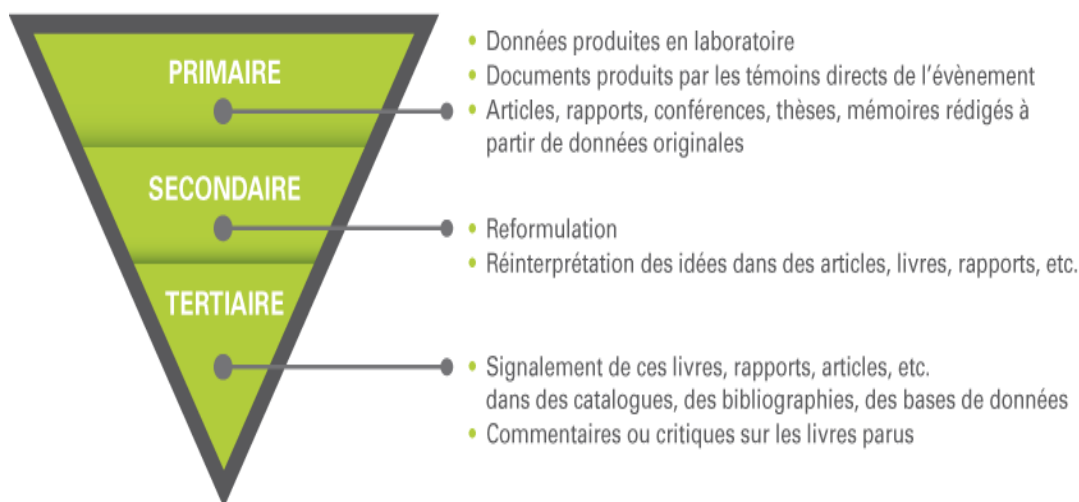 PRIMAIRE
• Données produites en laboratoire
• Documents produits par les témoins directs de l'évènement
• Articles, rapports, conférences, thèses, mémoires rédigés à
partir de données originales
SECONDAIRE
• Reformulation
• Réinterprétation des idées dans des articles, livres, rapports, etc.
TERTIAIRE
• Signalement de ces livres, rapports, articles, etc.
dans des catalogues, des bibliographies, des bases de données
• Commentaires ou critiques sur les livres parus